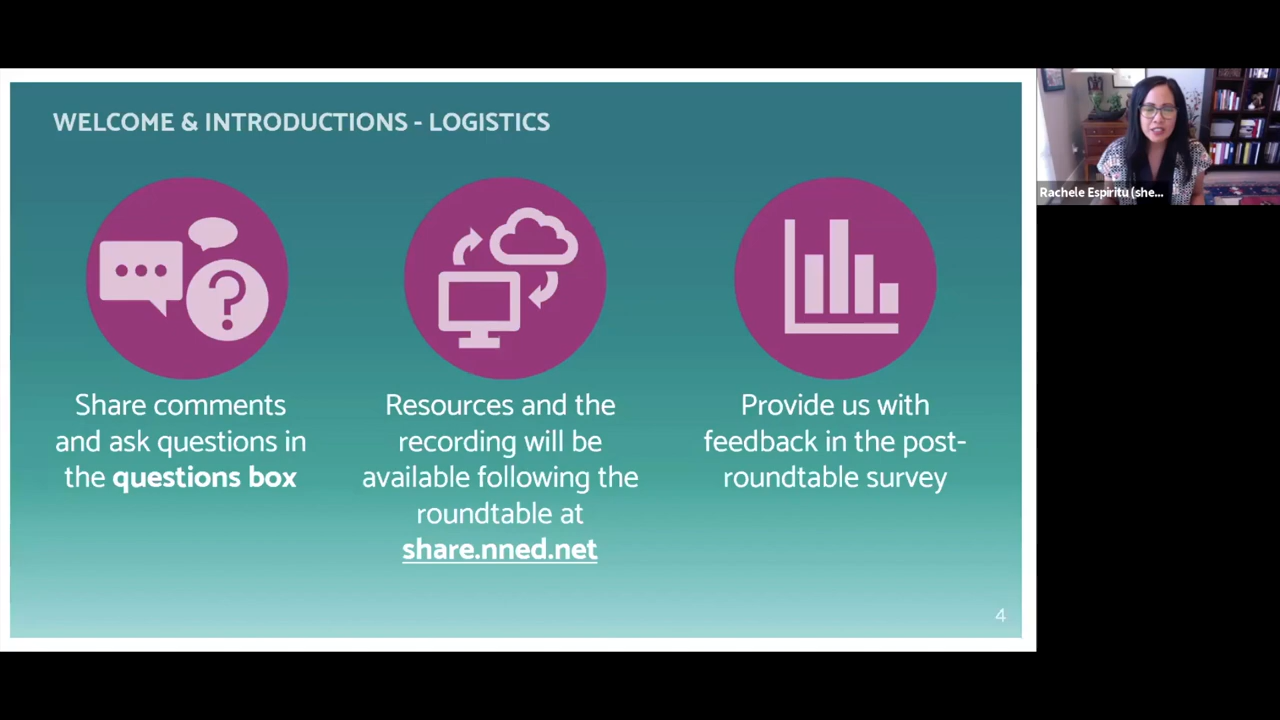 WELCOME & INTRODUCTIONS - LOGISTICS
Share comments
and ask questions in
the questions box
Resources and the
recording will be
available following the
roundtable at
share.nned.net
Provide us with
feedback in the post-
roundtable survey
4
Rachele Espiritu (she...